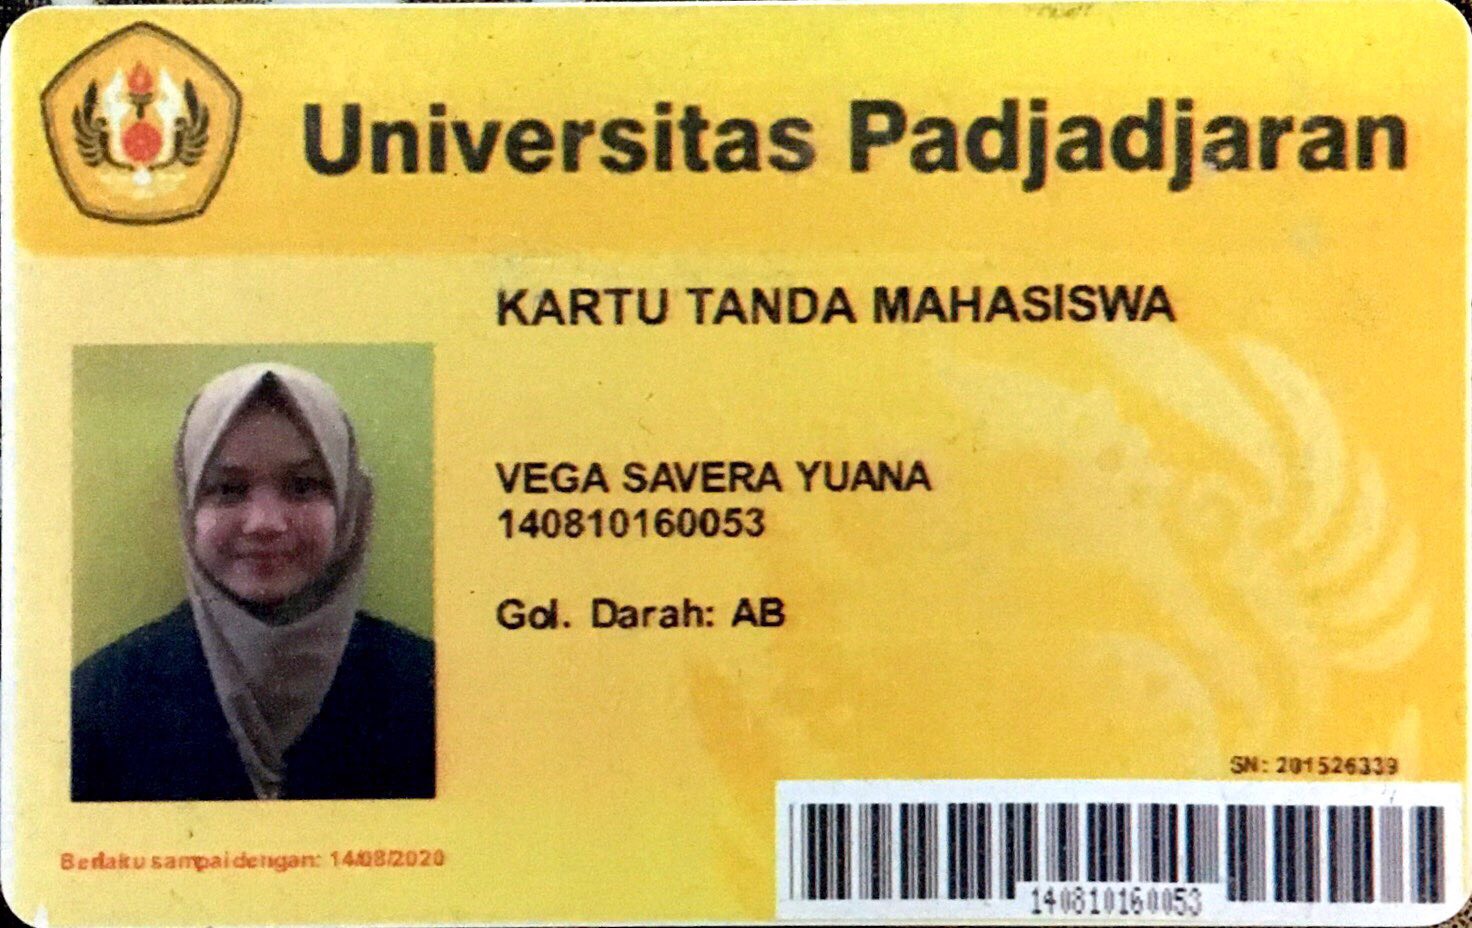 Universitas Padjadjaran
KARTU TANDA MAHASISWA
VEGA SAVERA YUANA
140810160053
Gol. Darah: AB
SN: 201526339
Berlaku sampai dengan: 14/08/2020
140810160053